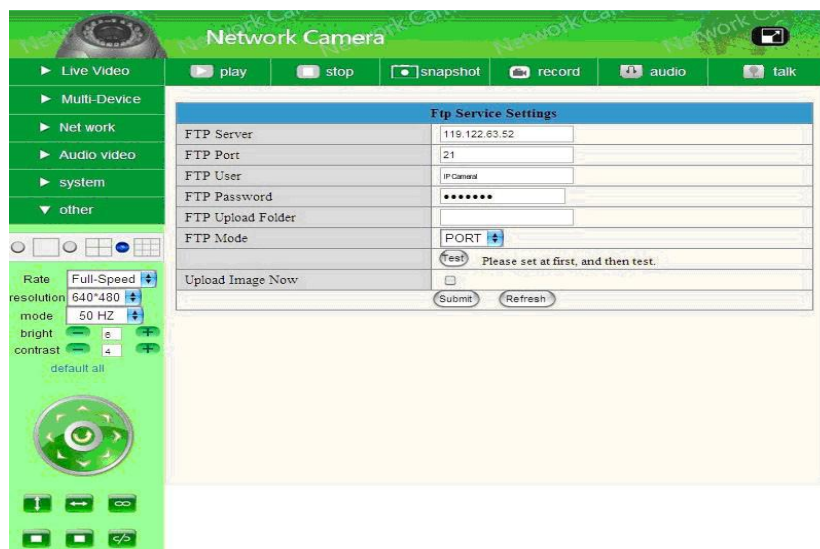 Network Camera
Live Video
play
stop
snapshot
record
audio
talk
Multi-Device
Net work
Audio video
system
other
Ftp Service Settings
FTP Server 119.122.63.52
FTP Port 21
FTP User IPCameral
FTP Password •••••••
FTP Upload Folder
FTP Mode PORT
Test Please set at first, and then test.
Upload Image Now
Submit Refresh
Rate Full-Speed
resolution 640*480
mode 50 HZ
bright 6
contrast 4
default all